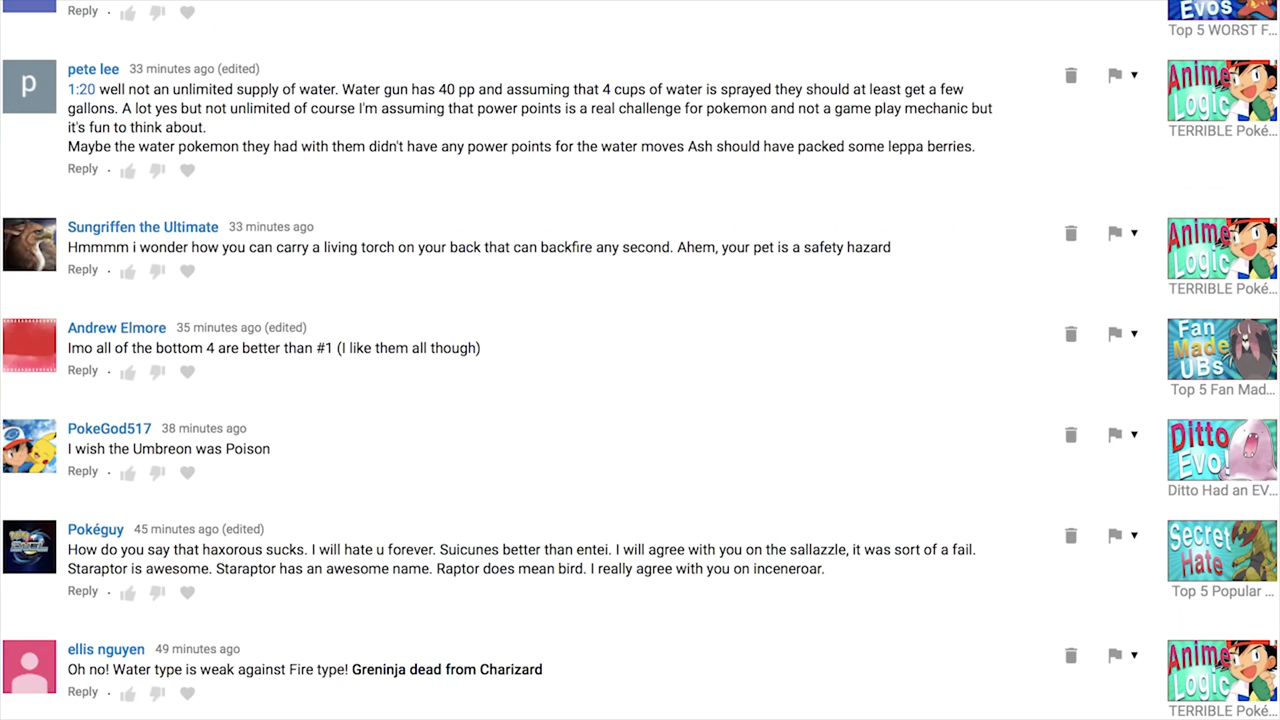 Reply ·
Evos
Top 5 WORST F...
p
pete lee 33 minutes ago (edited)
1:20 well not an unlimited supply of water. Water gun has 40 pp and assuming that 4 cups of water is sprayed they should at least get a few
gallons. A lot yes but not unlimited of course I'm assuming that power points is a real challenge for pokemon and not a game play mechanic but
it's fun to think about.
Maybe the water pokemon they had with them didn't have any power points for the water moves Ash should have packed some leppa berries.
Reply ·
Anime
Logic
TERRIBLE Poké...
Sungriffen the Ultimate 33 minutes ago
Hmmmm i wonder how you can carry a living torch on your back that can backfire any second. Ahem, your pet is a safety hazard
Reply ·
Anime
Logic
TERRIBLE Poké...
Andrew Elmore 35 minutes ago (edited)
Imo all of the bottom 4 are better than #1 (I like them all though)
Reply ·
Fan
Made
UBs
Top 5 Fan Mad...
PokeGod517 38 minutes ago
I wish the Umbreon was Poison
Reply ·
Ditto
Evo!
Ditto Had an EV...
Pokéguy 45 minutes ago (edited)
How do you say that haxorous sucks. I will hate u forever. Suicunes better than entei. I will agree with you on the sallazzle, it was sort of a fail.
Staraptor is awesome. Staraptor has an awesome name. Raptor does mean bird. I really agree with you on inceneroar.
Reply ·
Secret
Hate
Top 5 Popular ...
ellis nguyen 49 minutes ago
Oh no! Water type is weak against Fire type! Greninja dead from Charizard
Reply ·
Anime
Logic
TERRIBLE Poké...